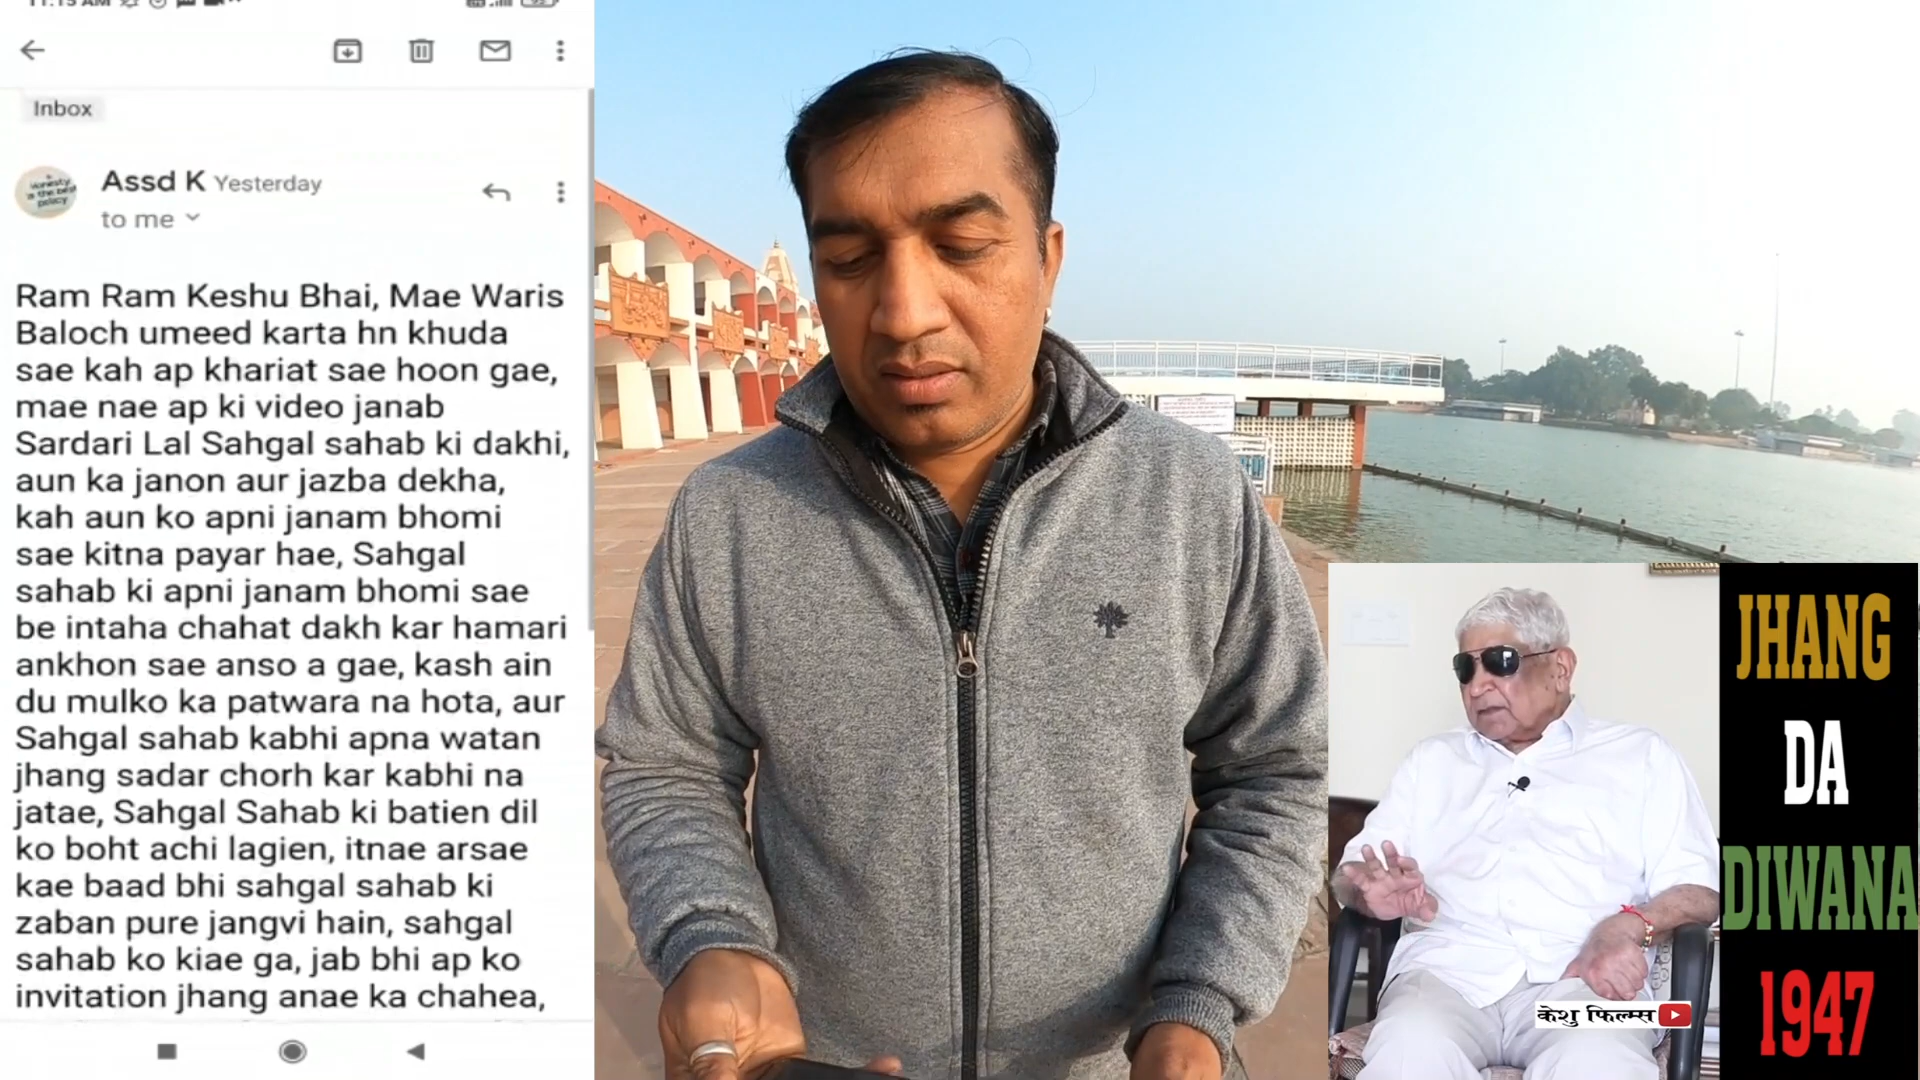 11:15 AM
Inbox
Assd K Yesterday
to me
Ram Ram Keshu Bhai, Mae Waris
Baloch umeed karta hn khuda
sae kah ap khariat sae hoon gae,
mae nae ap ki video janab
Sardari Lal Sahgal sahab ki dakhi,
aun ka janon aur jazba dekha,
kah aun ko apni janam bhomi
sae kitna payar hae, Sahgal
sahab ki apni janam bhomi sae
be intaha chahat dakh kar hamari
ankhon sae anso a gae, kash ain
du mulko ka patwara na hota, aur
Sahgal sahab kabhi apna watan
jhang sadar chorh kar kabhi na
jatae, Sahgal Sahab ki batien dil
ko boht achi lagien, itnae arsae
kae baad bhi sahgal sahab ki
zaban pure jangvi hain, sahgal
sahab ko kiae ga, jab bhi ap ko
invitation jhang anae ka chahea,
JHANG
DA
DIWANA
1947
केशु फिल्म्स